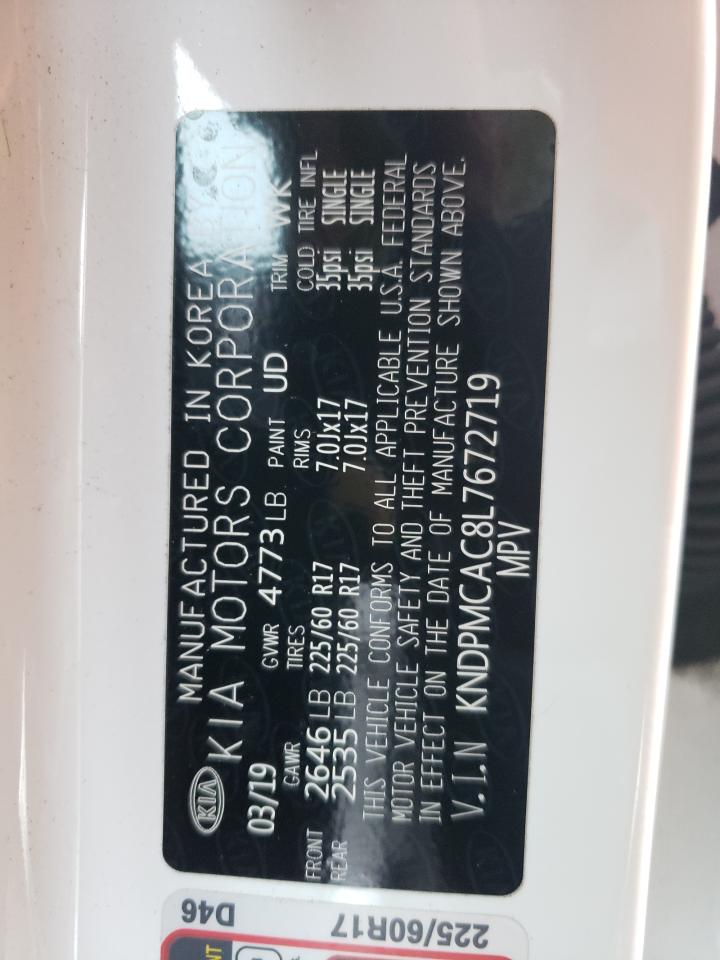 MANUFACTURED IN KOREA BY
KIA KIA MOTORS CORPORATION
03/19 GVWR 4773 LB PAINT UD TRIM WK
GAWR TIRES RIMS COLD TIRE INFL
FRONT 2646 LB 225/60 R17 7.0Jx17 35psi SINGLE
REAR 2535 LB 225/60 R17 7.0Jx17 35psi SINGLE
THIS VEHICLE CONFORMS TO ALL APPLICABLE U.S.A. FEDERAL
MOTOR VEHICLE SAFETY AND THEFT PREVENTION STANDARDS
IN EFFECT ON THE DATE OF MANUFACTURE SHOWN ABOVE.
V.I.N KNDPMCAC8L7672719
MPV
D46
225/60R17